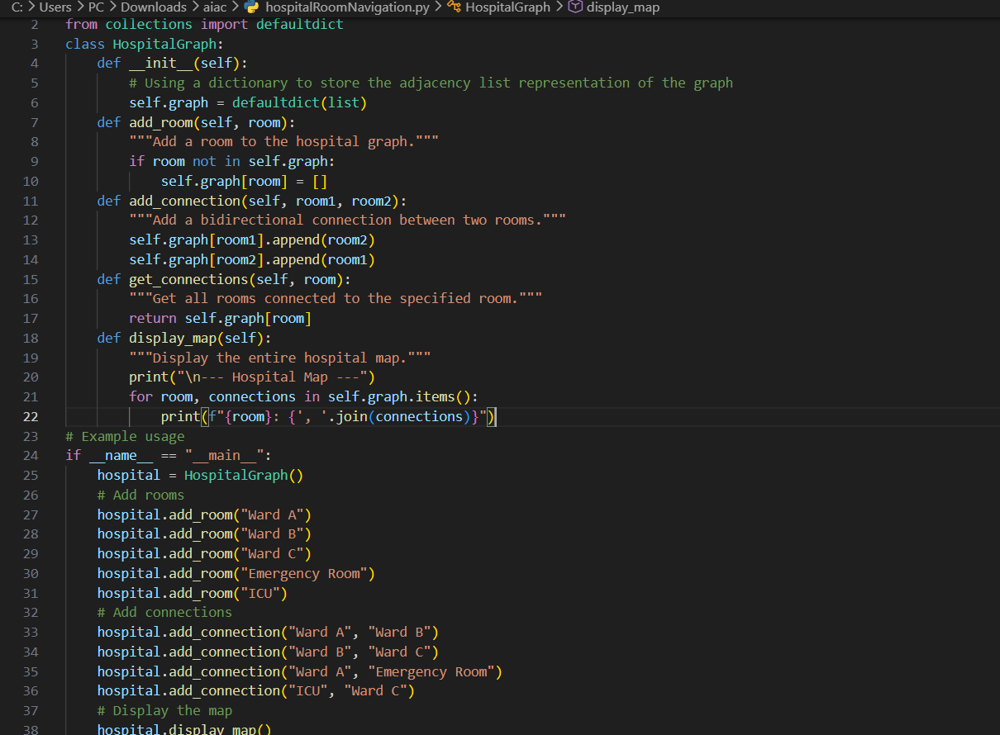 C: > Users > PC > Downloads > aiac > hospitalRoomNavigation.py > HospitalGraph > display_map
2 from collections import defaultdict
3 class HospitalGraph:
4     def __init__(self):
5         # Using a dictionary to store the adjacency list representation of the graph
6         self.graph = defaultdict(list)
7     def add_room(self, room):
8         """Add a room to the hospital graph."""
9         if room not in self.graph:
10             self.graph[room] = []
11     def add_connection(self, room1, room2):
12         """Add a bidirectional connection between two rooms."""
13         self.graph[room1].append(room2)
14         self.graph[room2].append(room1)
15     def get_connections(self, room):
16         """Get all rooms connected to the specified room."""
17         return self.graph[room]
18     def display_map(self):
19         """Display the entire hospital map."""
20         print("\n--- Hospital Map ---")
21         for room, connections in self.graph.items():
22             print(f"{room}: {', '.join(connections)}")
23 # Example usage
24 if __name__ == "__main__":
25     hospital = HospitalGraph()
26     # Add rooms
27     hospital.add_room("Ward A")
28     hospital.add_room("Ward B")
29     hospital.add_room("Ward C")
30     hospital.add_room("Emergency Room")
31     hospital.add_room("ICU")
32     # Add connections
33     hospital.add_connection("Ward A", "Ward B")
34     hospital.add_connection("Ward B", "Ward C")
35     hospital.add_connection("Ward A", "Emergency Room")
36     hospital.add_connection("ICU", "Ward C")
37     # Display the map
38     hospital.display_map()